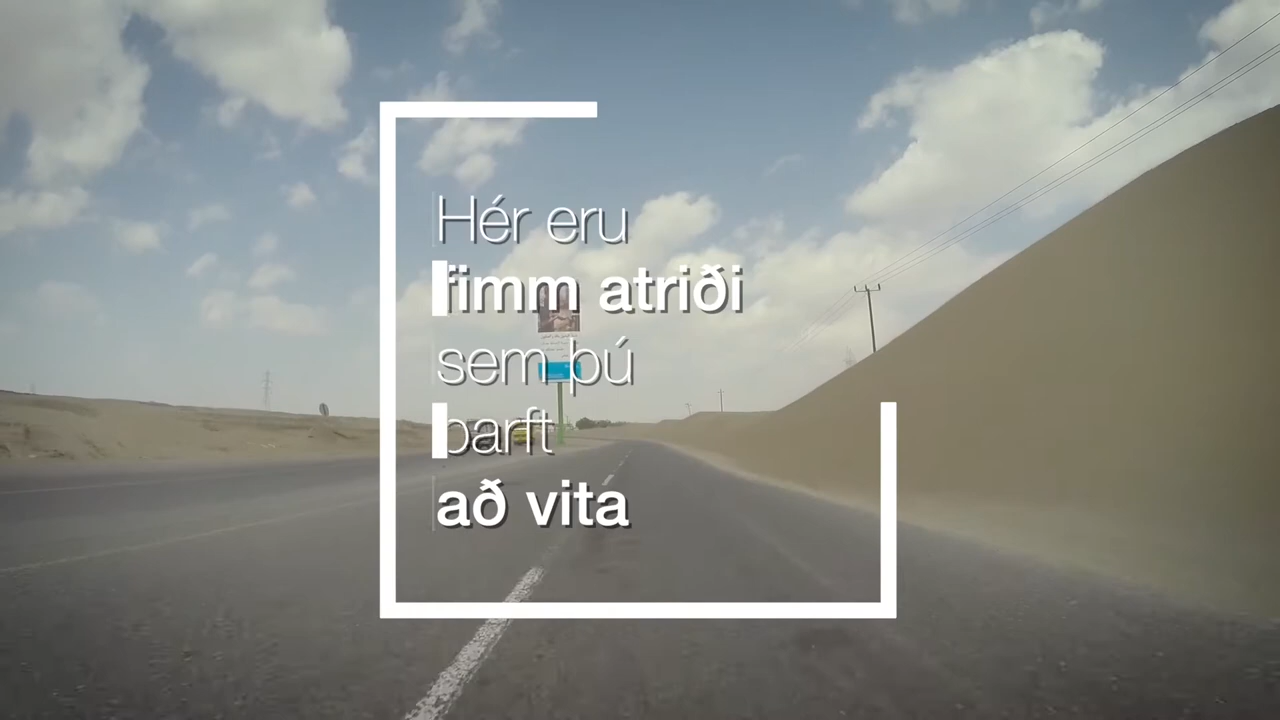 Hér eru
fimm atriði
sem þú
þarft
að vita